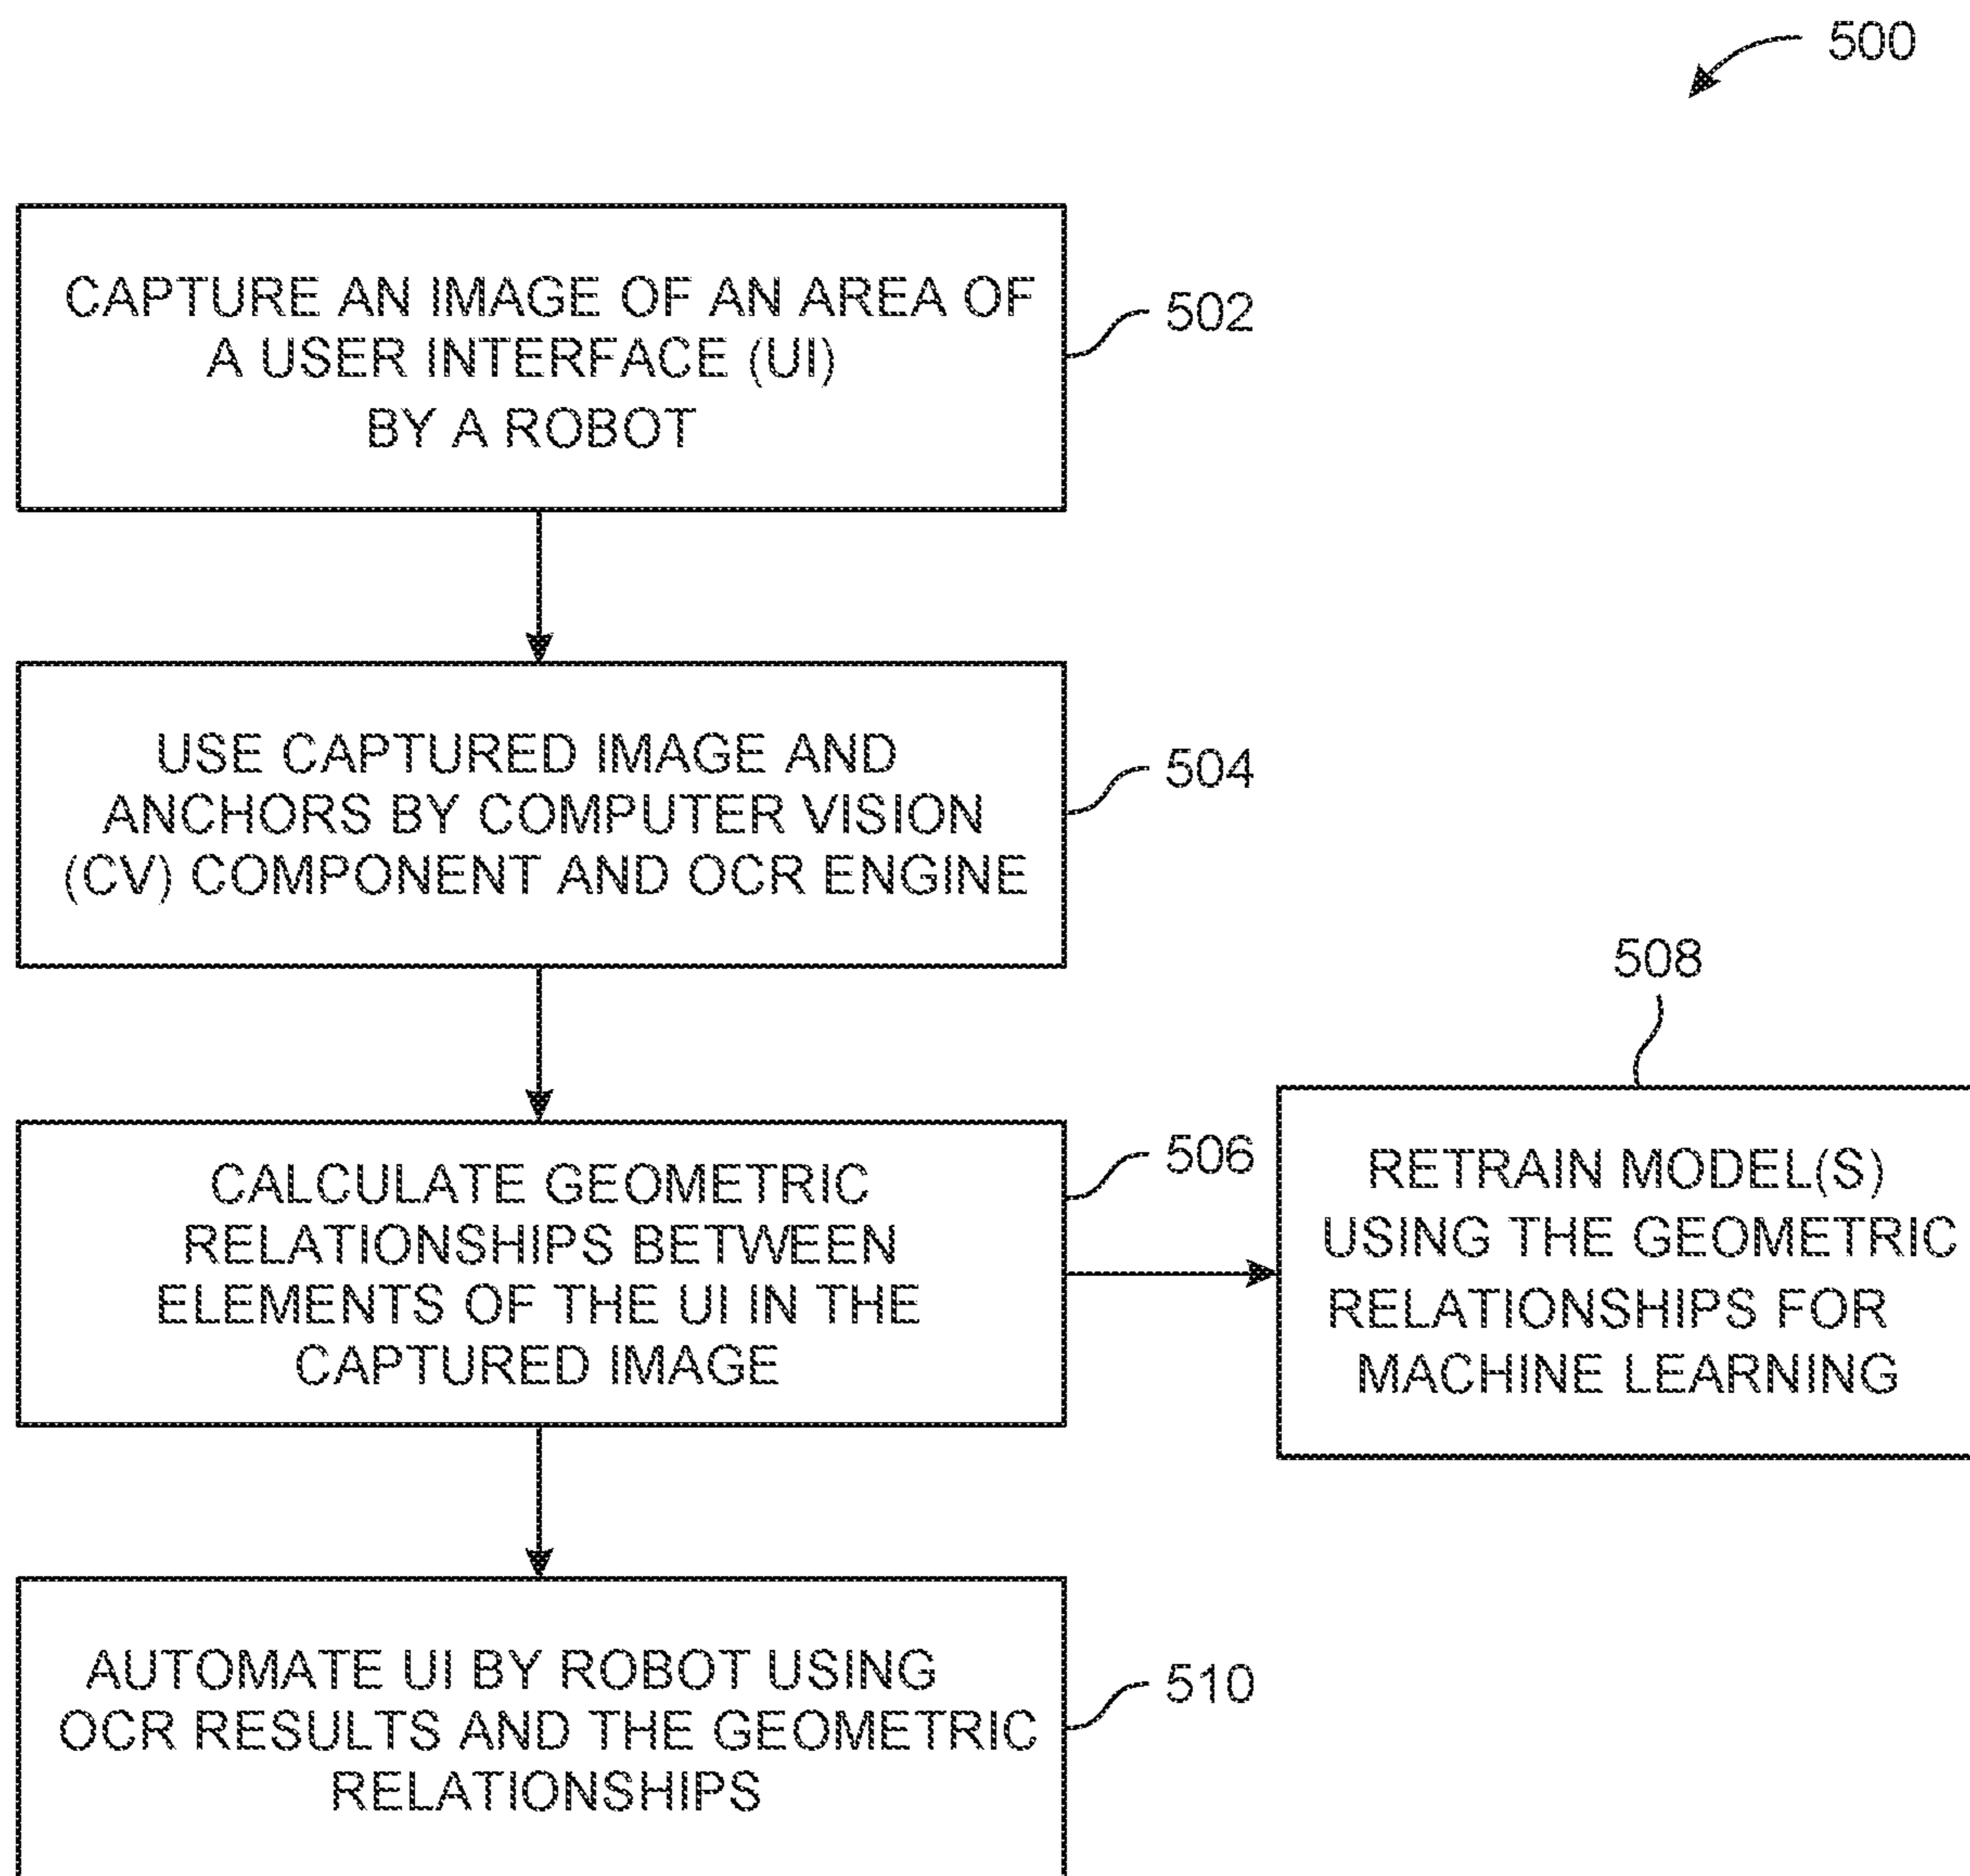 500
CAPTURE AN IMAGE OF AN AREA OF
A USER INTERFACE (UI)
BY A ROBOT
502
USE CAPTURED IMAGE AND
ANCHORS BY COMPUTER VISION
(CV) COMPONENT AND OCR ENGINE
504
CALCULATE GEOMETRIC
RELATIONSHIPS BETWEEN
ELEMENTS OF THE UI IN THE
CAPTURED IMAGE
506
508
RETRAIN MODEL(S)
USING THE GEOMETRIC
RELATIONSHIPS FOR
MACHINE LEARNING
AUTOMATE UI BY ROBOT USING
OCR RESULTS AND THE GEOMETRIC
RELATIONSHIPS
510